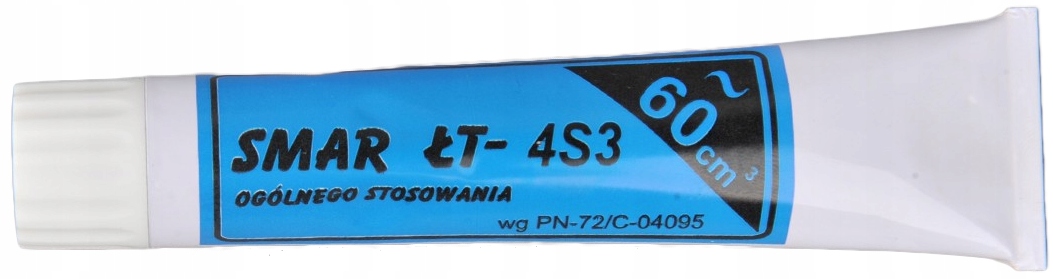 SMAR ŁT- 4S3
OGÓLNEGO STOSOWANIA
wg PN-72/C-04095
~
60cm³